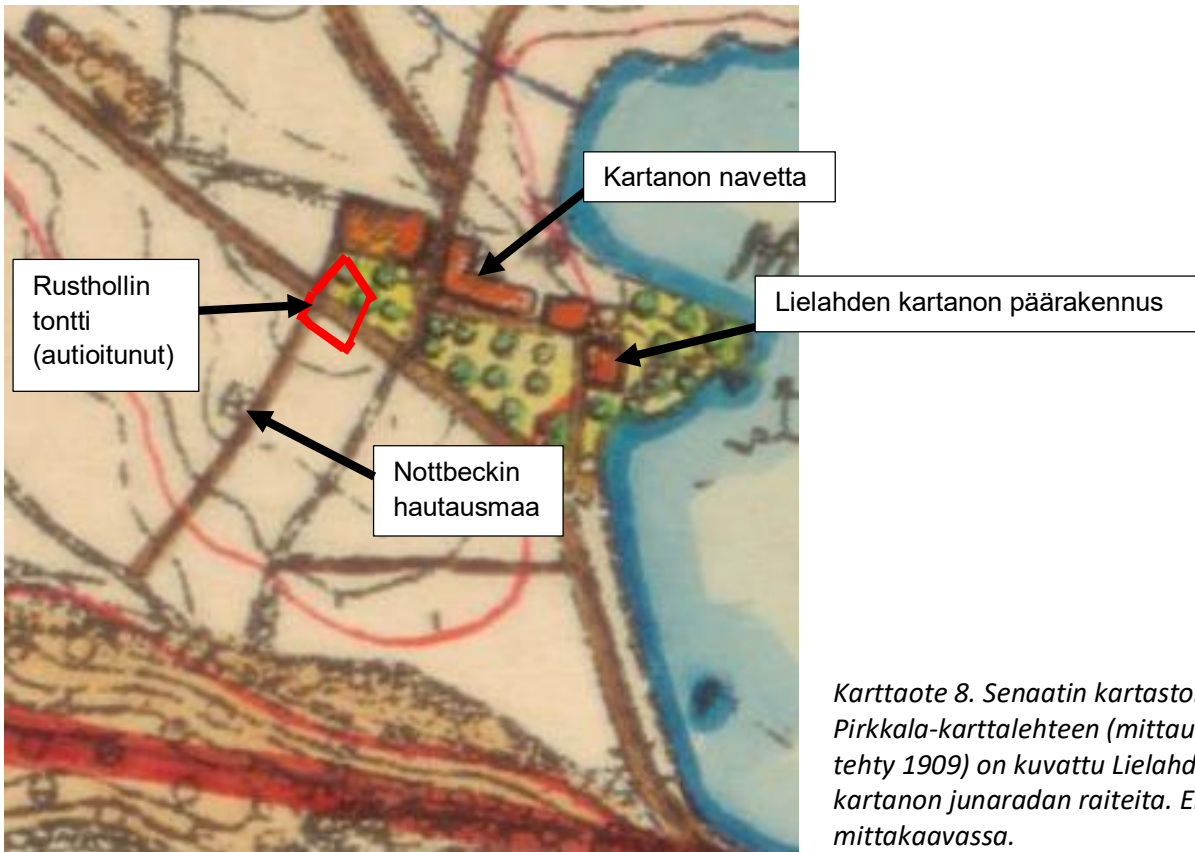 Kartanon navetta
Rusthollin
tontti
(autioitunut)
Lielahden kartanon päärakennus
Nottbeckin
hautausmaa
Karttaote 8. Senaatin kartasto
Pirkkala-karttalehteen (mittau
tehty 1909) on kuvattu Lielahd
kartanon junaradan raiteita. E
mittakaavassa.